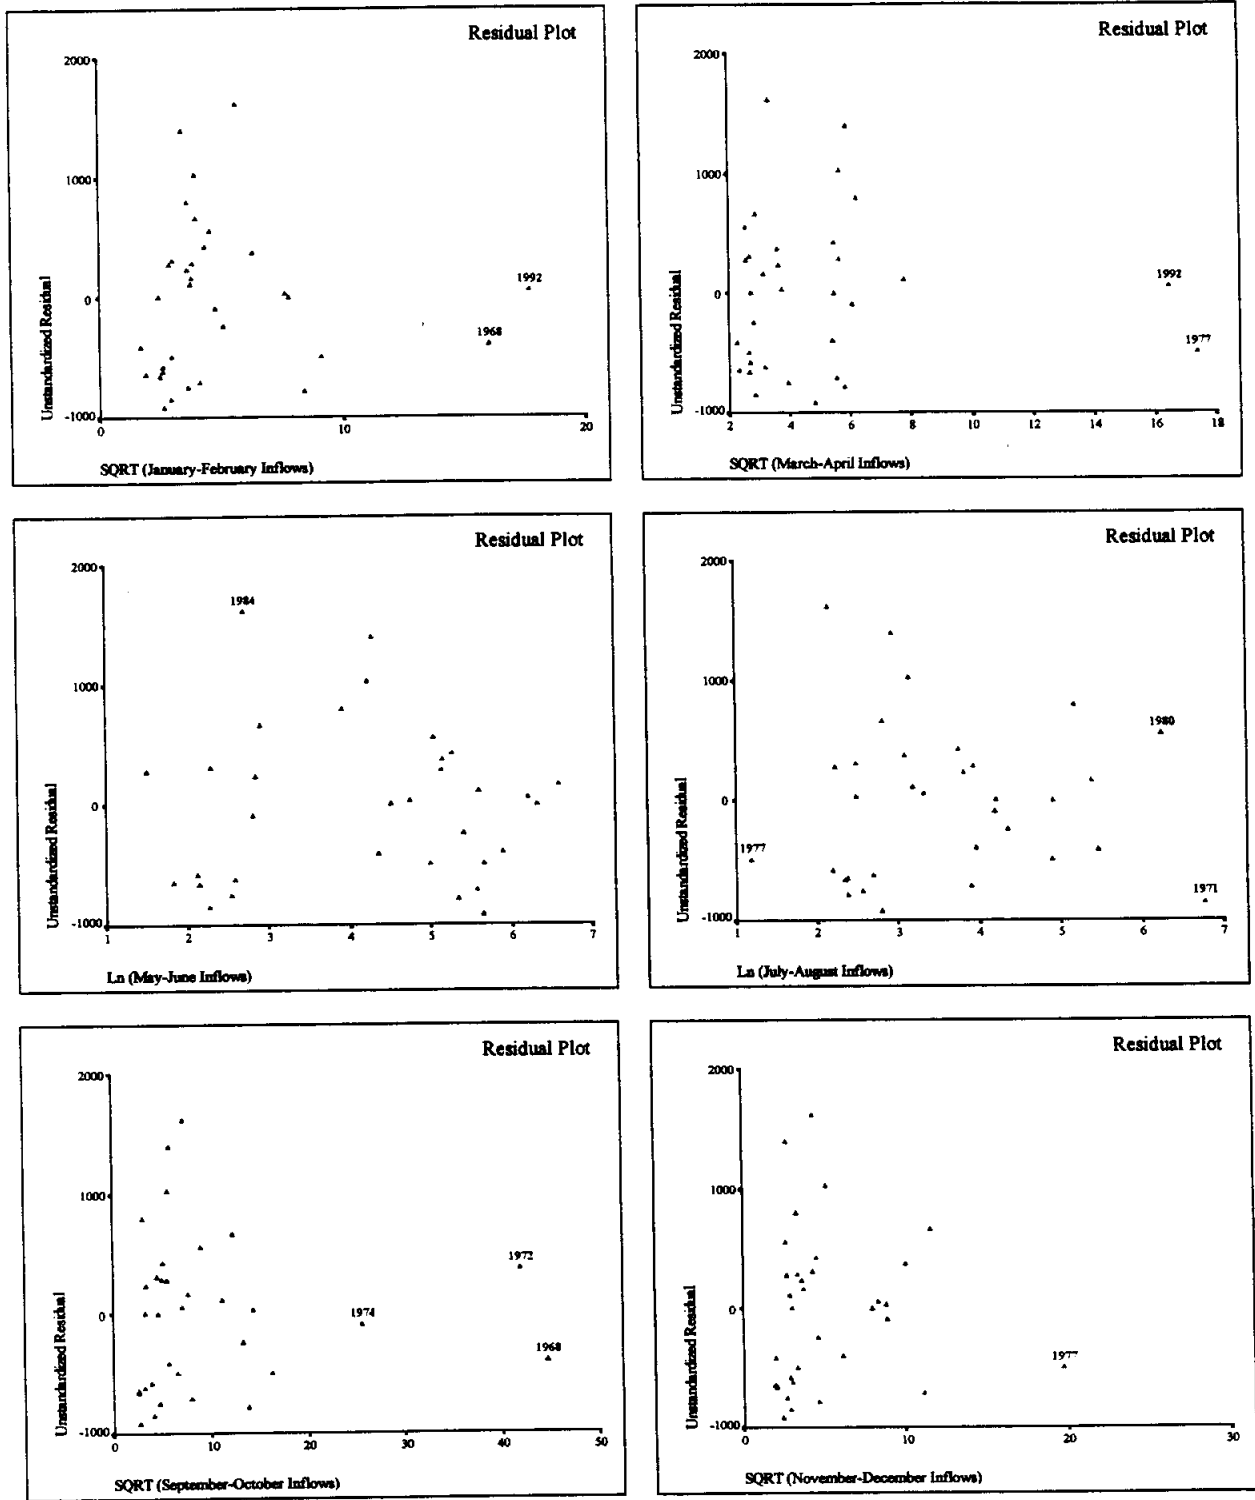 Residual Plot
2000
1000
0
-1000
Unstandardized Residual
1992
1968
0 10 20
SQRT (January-February Inflows)
Residual Plot
2000
1000
0
-1000
Unstandardized Residual
1992
1977
2 4 6 8 10 12 14 16 18
SQRT (March-April Inflows)
Residual Plot
2000
1000
0
-1000
Unstandardized Residual
1984
1 2 3 4 5 6 7
Ln (May-June Inflows)
Residual Plot
2000
1000
0
-1000
Unstandardized Residual
1980
1977
1971
1 2 3 4 5 6 7
Ln (July-August Inflows)
Residual Plot
2000
1000
0
-1000
Unstandardized Residual
1972
1974
1968
0 10 20 30 40 50
SQRT (September-October Inflows)
Residual Plot
2000
1000
0
-1000
Unstandardized Residual
1977
0 10 20 30
SQRT (November-December Inflows)